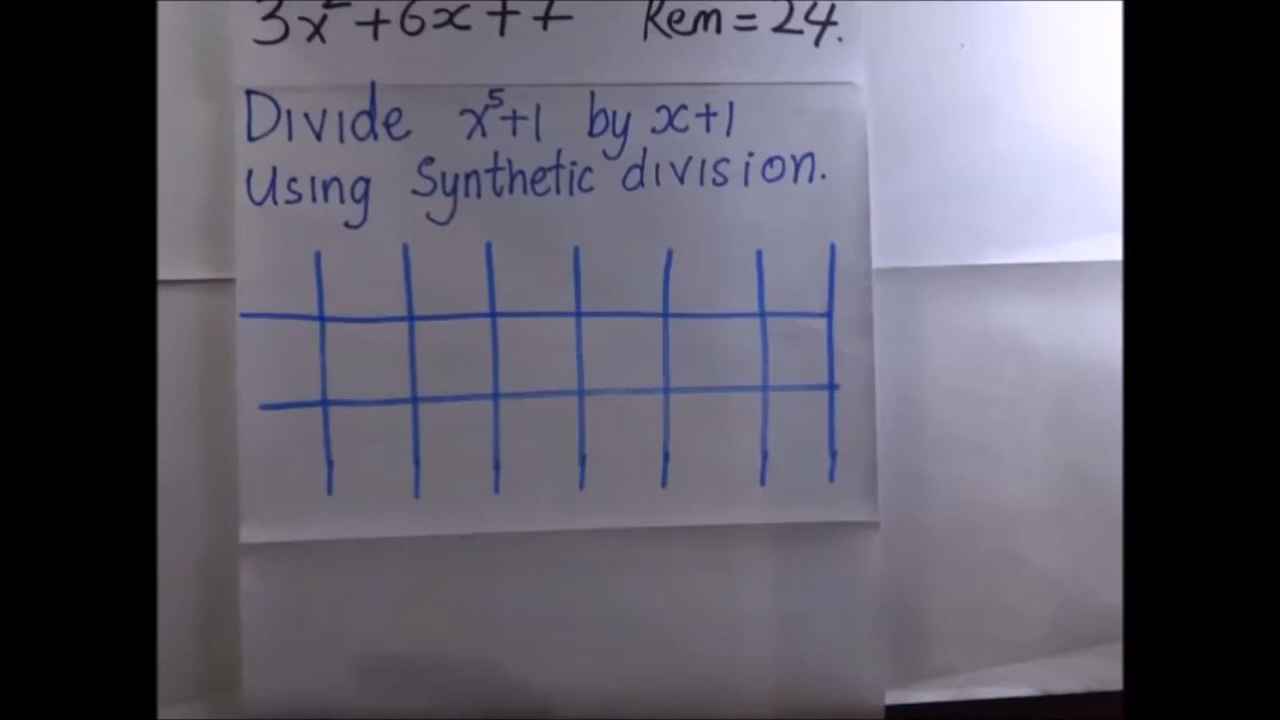 3x²+6x+7 Rem=24.
Divide x⁵+1 by x+1
Using Synthetic division.